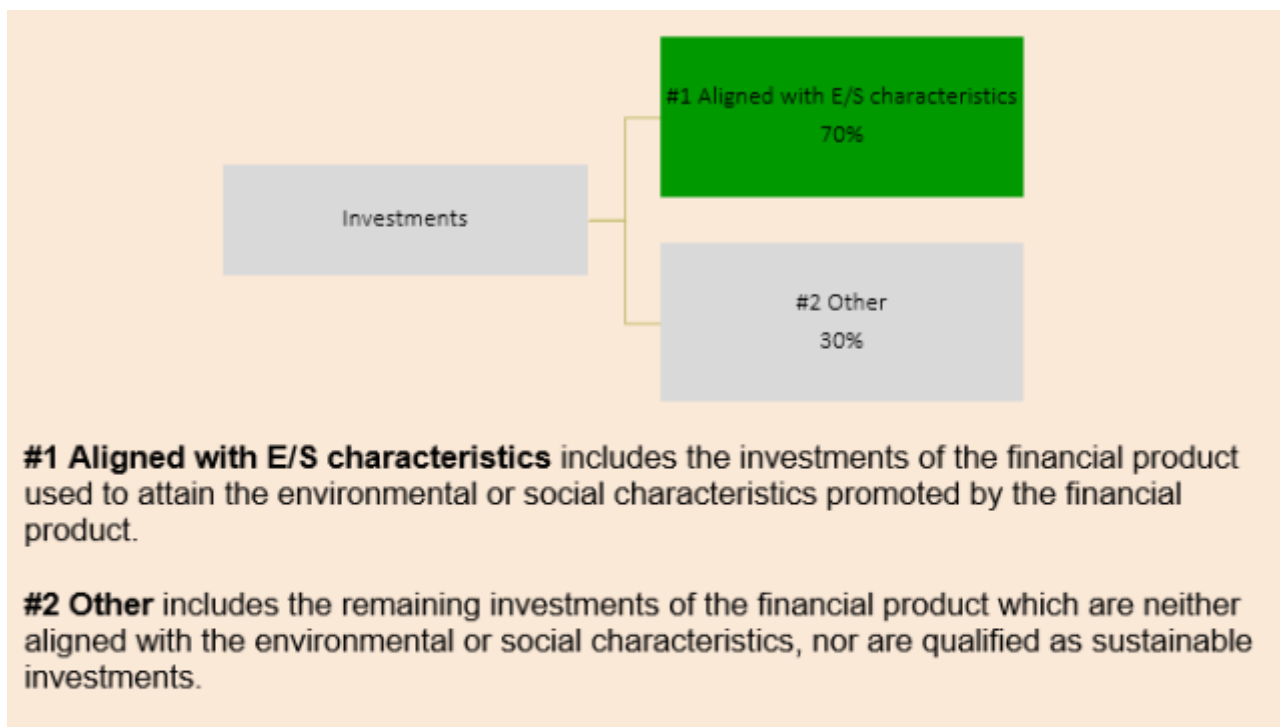 #1 Aligned with E/S characteristics
70%
Investments
#2 Other
30%
#1 Aligned with E/S characteristics includes the investments of the financial product
used to attain the environmental or social characteristics promoted by the financial
product.
#2 Other includes the remaining investments of the financial product which are neither
aligned with the environmental or social characteristics, nor are qualified as sustainable
investments.